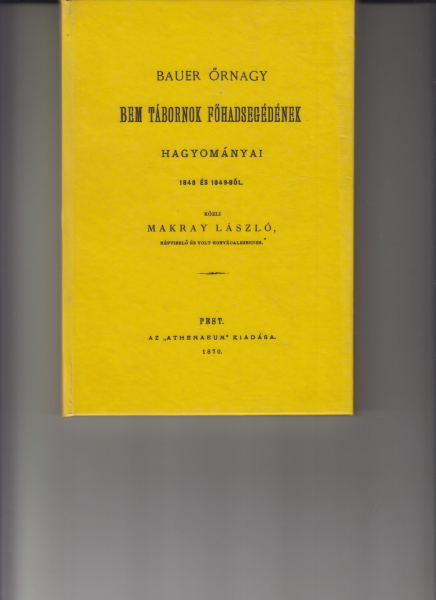 BAUER ŐRNAGY
BEM TÁBORNOK FŐHADSEGÉDÉNEK
HAGYOMÁNYAI
1848 ÉS 1849-BŐL.
KÖZLI
MAKRAY LÁSZLÓ,
KÉPVISELŐ ÉS VOLT HONVÉDALEZREDES.
PEST.
AZ „ATHENAEUM" KIADÁSA.
1870.